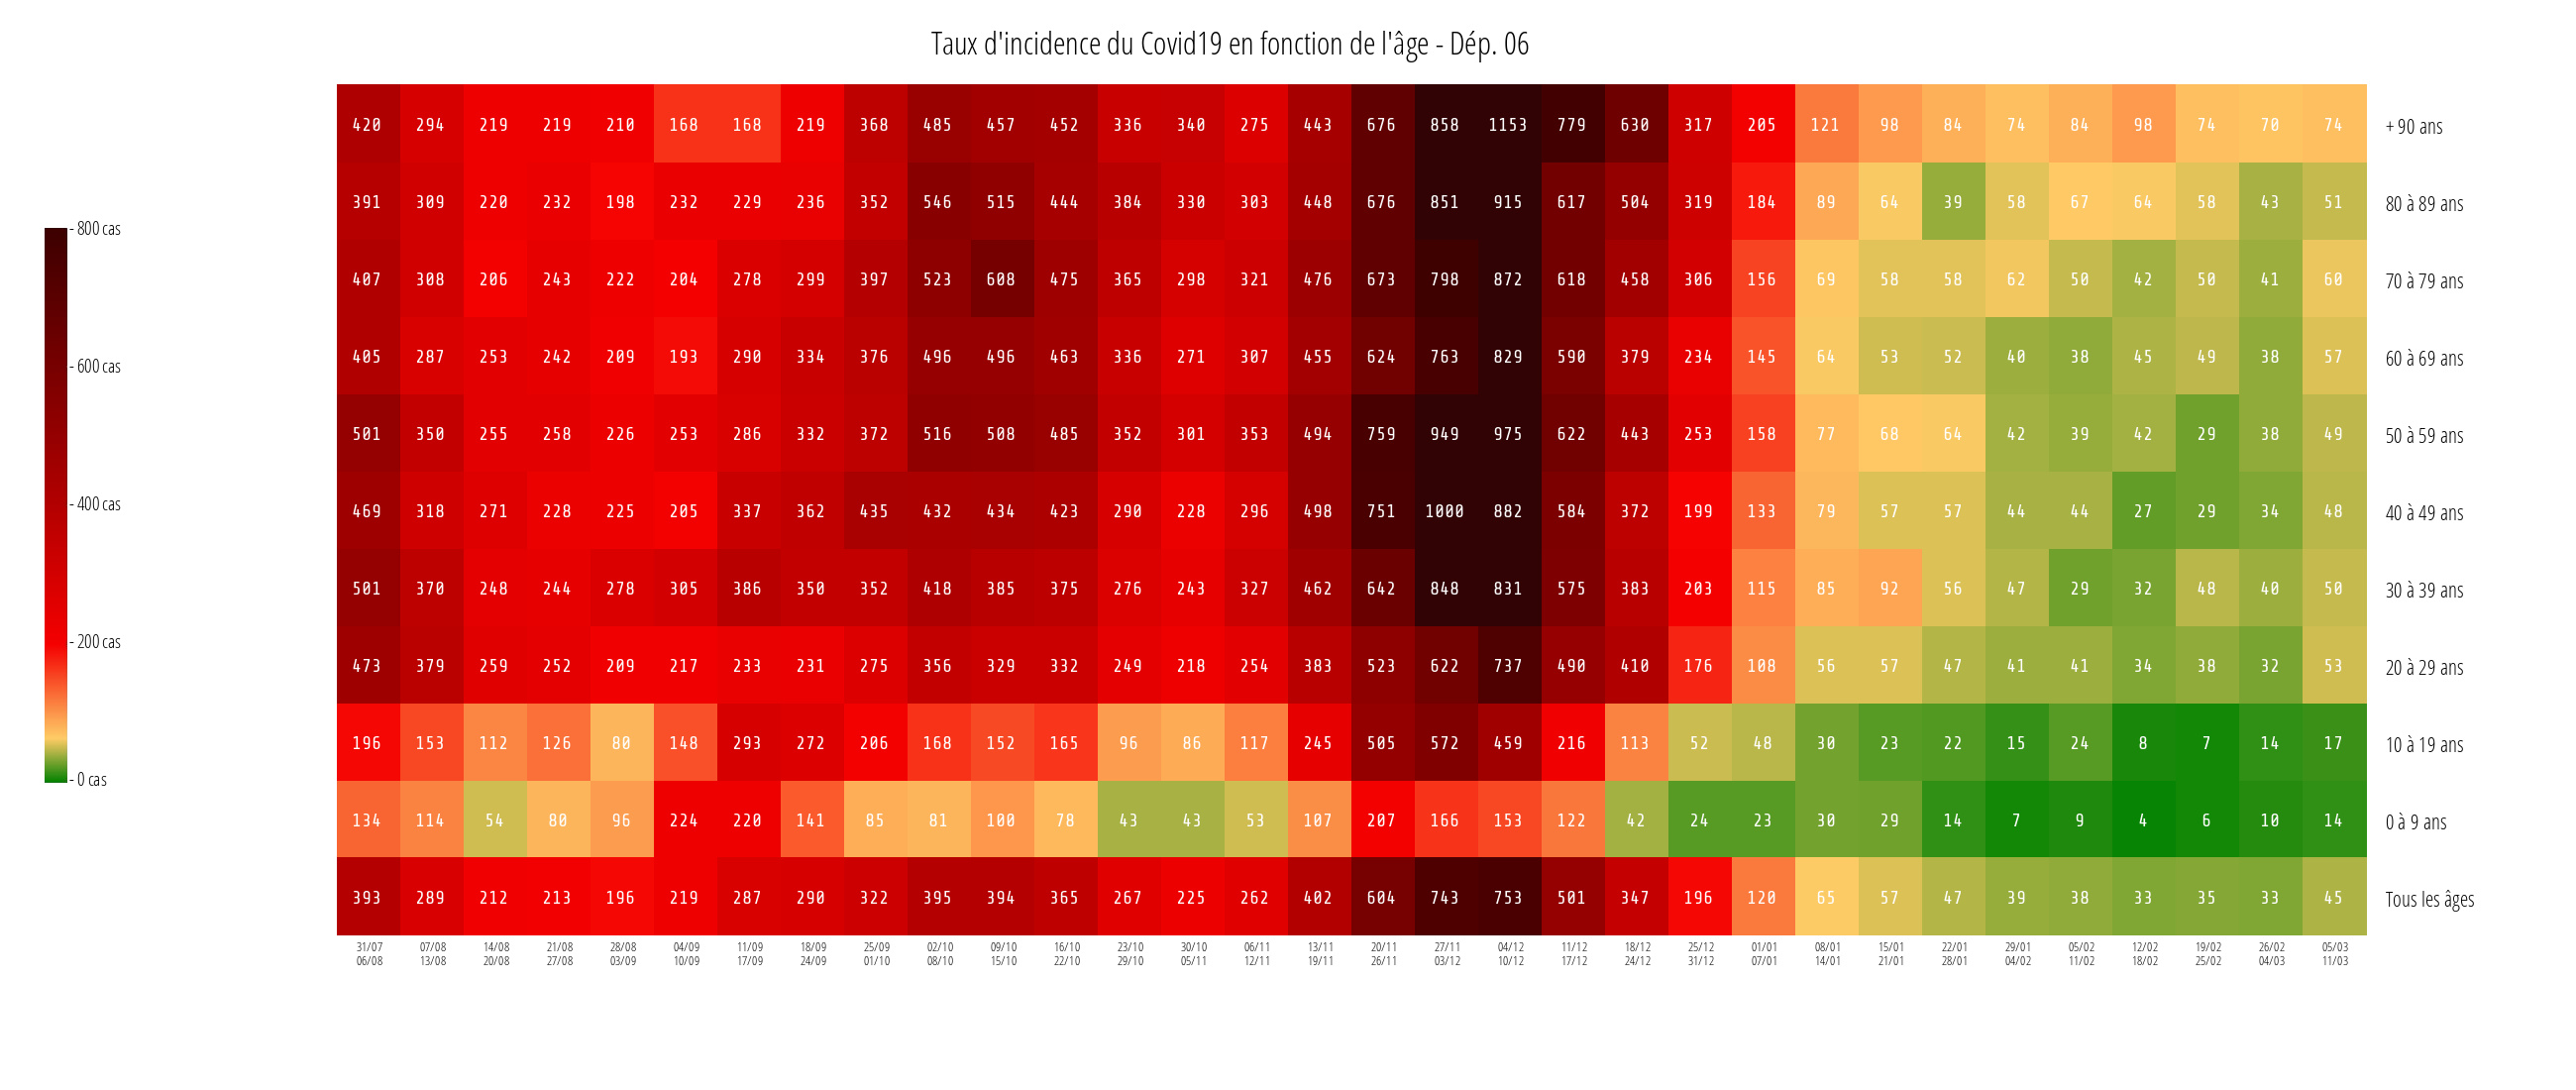 Taux d'incidence du Covid19 en fonction de l'âge - Dép. 06
- 800 cas
- 600 cas
- 400 cas
- 200 cas
- 0 cas
420 294 219 219 210 168 168 219 368 485 457 452 336 340 275 443 676 858 1153 779 630 317 205 121 98 84 74 84 98 74 70 74 + 90 ans
391 309 220 232 198 232 229 236 352 546 515 444 384 330 303 448 676 851 915 617 504 319 184 89 64 39 58 67 64 58 43 51 80 à 89 ans
407 308 206 243 222 204 278 299 397 523 608 475 365 298 321 476 673 798 872 618 458 306 156 69 58 58 62 50 42 50 41 60 70 à 79 ans
405 287 253 242 209 193 290 334 376 496 496 463 336 271 307 455 624 763 829 590 379 234 145 64 53 52 40 38 45 49 38 57 60 à 69 ans
501 350 255 258 226 253 286 332 372 516 508 485 352 301 353 494 759 949 975 622 443 253 158 77 68 64 42 39 42 29 38 49 50 à 59 ans
469 318 271 228 225 205 337 362 435 432 434 423 290 228 296 498 751 1000 882 584 372 199 133 79 57 57 44 44 27 29 34 48 40 à 49 ans
501 370 248 244 278 305 386 350 352 418 385 375 276 243 327 462 642 848 831 575 383 203 115 85 92 56 47 29 32 48 40 50 30 à 39 ans
473 379 259 252 209 217 233 231 275 356 329 332 249 218 254 383 523 622 737 490 410 176 108 56 57 47 41 41 34 38 32 53 20 à 29 ans
196 153 112 126 80 148 293 272 206 168 152 165 96 86 117 245 505 572 459 216 113 52 48 30 23 22 15 24 8 7 14 17 10 à 19 ans
134 114 54 80 96 224 220 141 85 81 100 78 43 43 53 107 207 166 153 122 42 24 23 30 29 14 7 9 4 6 10 14 0 à 9 ans
393 289 212 213 196 219 287 290 322 395 394 365 267 225 262 402 604 743 753 501 347 196 120 65 57 47 39 38 33 35 33 45 Tous les âges
31/07 07/08 14/08 21/08 28/08 04/09 11/09 18/09 25/09 02/10 09/10 16/10 23/10 30/10 06/11 13/11 20/11 27/11 04/12 11/12 18/12 25/12 01/01 08/01 15/01 22/01 29/01 05/02 12/02 19/02 26/02 05/03
06/08 13/08 20/08 27/08 03/09 10/09 17/09 24/09 01/10 08/10 15/10 22/10 29/10 05/11 12/11 19/11 26/11 03/12 10/12 17/12 24/12 31/12 07/01 14/01 21/01 28/01 04/02 11/02 18/02 25/02 04/03 11/03